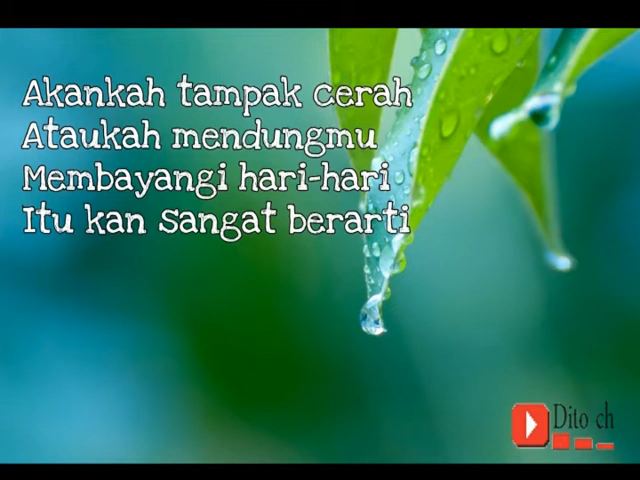 Akankah tampak cerah
Ataukah mendungmu
Membayangi hari-hari
Itu kan sangat berarti
Dito ch